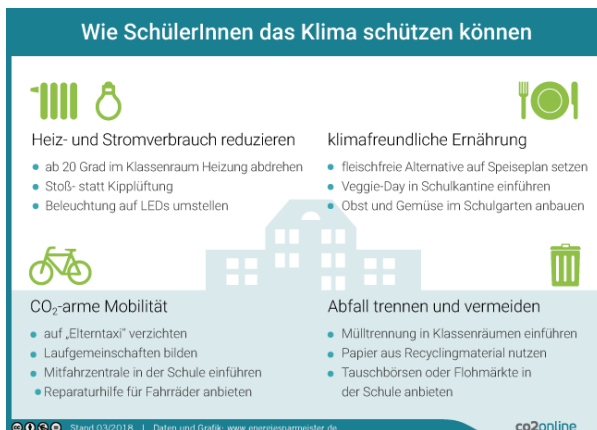 Wie SchülerInnen das Klima schützen können
Heiz- und Stromverbrauch reduzieren
• ab 20 Grad im Klassenraum Heizung abdrehen
• Stoß- statt Kipplüftung
• Beleuchtung auf LEDs umstellen
klimafreundliche Ernährung
• fleischfreie Alternative auf Speiseplan setzen
• Veggie-Day in Schulkantine einführen
• Obst und Gemüse im Schulgarten anbauen
CO₂-arme Mobilität
• auf „Elterntaxi" verzichten
• Laufgemeinschaften bilden
• Mitfahrzentrale in der Schule einführen
• Reparaturhilfe für Fahrräder anbieten
Abfall trennen und vermeiden
• Mülltrennung in Klassenräumen einführen
• Papier aus Recyclingmaterial nutzen
• Tauschbörsen oder Flohmärkte in
der Schule anbieten
Stand 03/2018 | Daten und Grafik: www.energiesparmeister.de
co2online